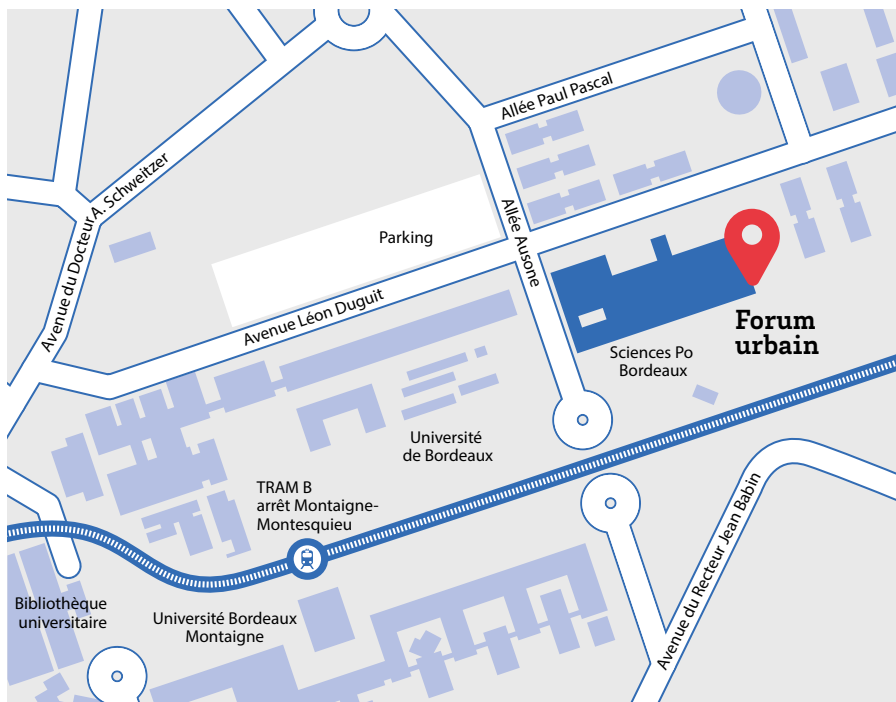 Allée Paul Pascal
Avenue du Docteur A. Schweitzer
Allée Ausone
Parking
Avenue Léon Duguit
Forum
urbain
Sciences Po
Bordeaux
Université
de Bordeaux
TRAM B
arrêt Montaigne-
Montesquieu
Avenue du Recteur Jean Babin
Bibliothèque
universitaire
Université Bordeaux
Montaigne